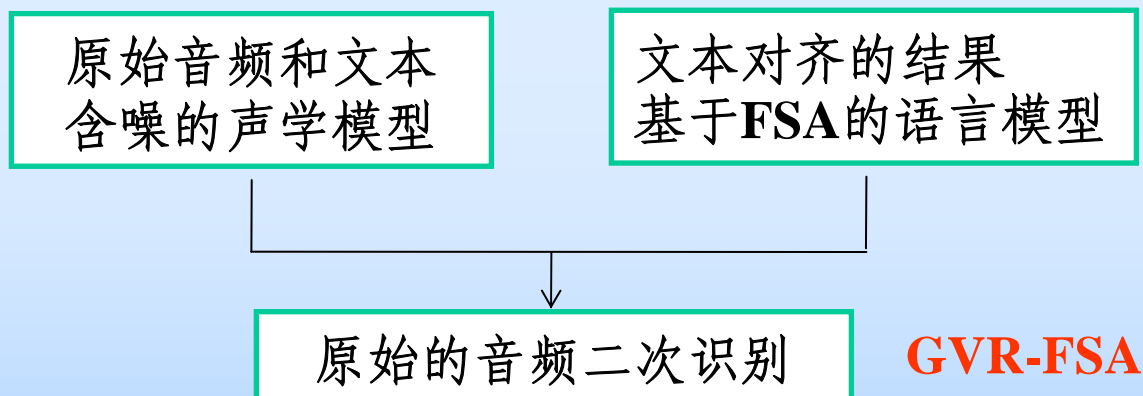 原始音频和文本
含噪的声学模型
文本对齐的结果
基于FSA的语言模型
原始的音频二次识别
GVR-FSA